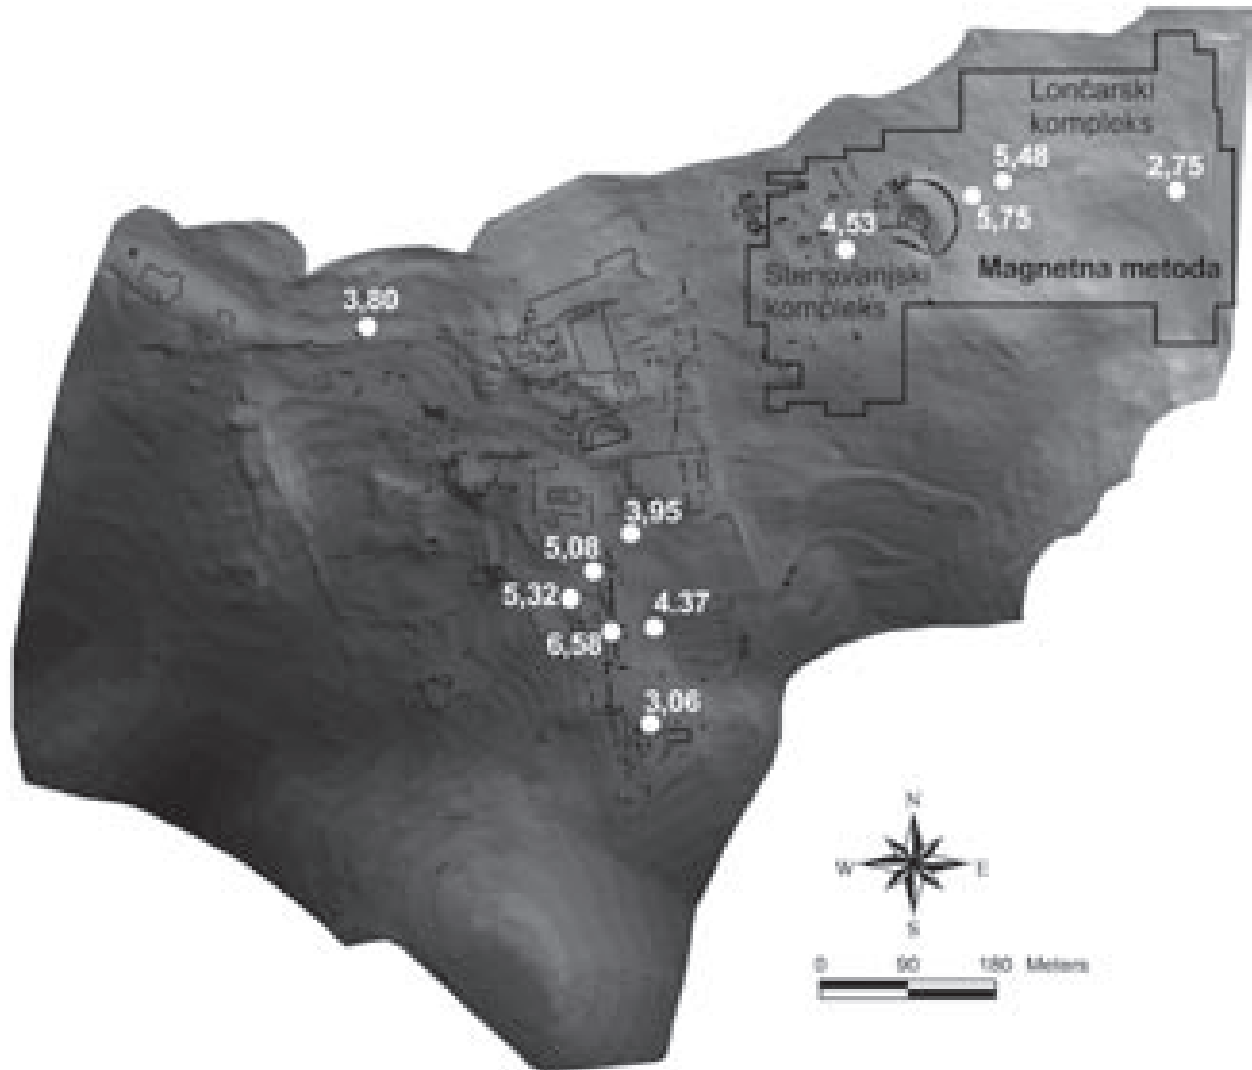 Lončarski
kompleks
5,48
2,75
5,75
4,53
Magnetna metoda
Stanovanjski
kompleks
3,80
3,95
5,08
5,32
4.37
6,58
3,06
N
W E
S
0 90 180 Meters